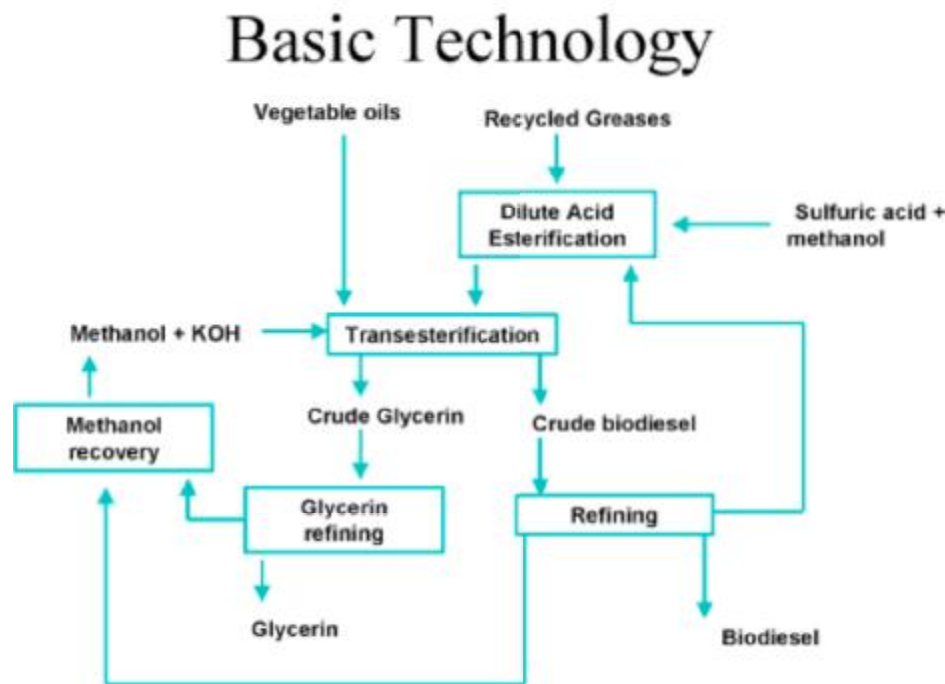 Basic Technology
Vegetable oils
Recycled Greases
Dilute Acid
Esterification
Sulfuric acid +
methanol
Methanol + KOH
Transesterification
Crude Glycerin
Crude biodiesel
Methanol
recovery
Glycerin
refining
Refining
Glycerin
Biodiesel